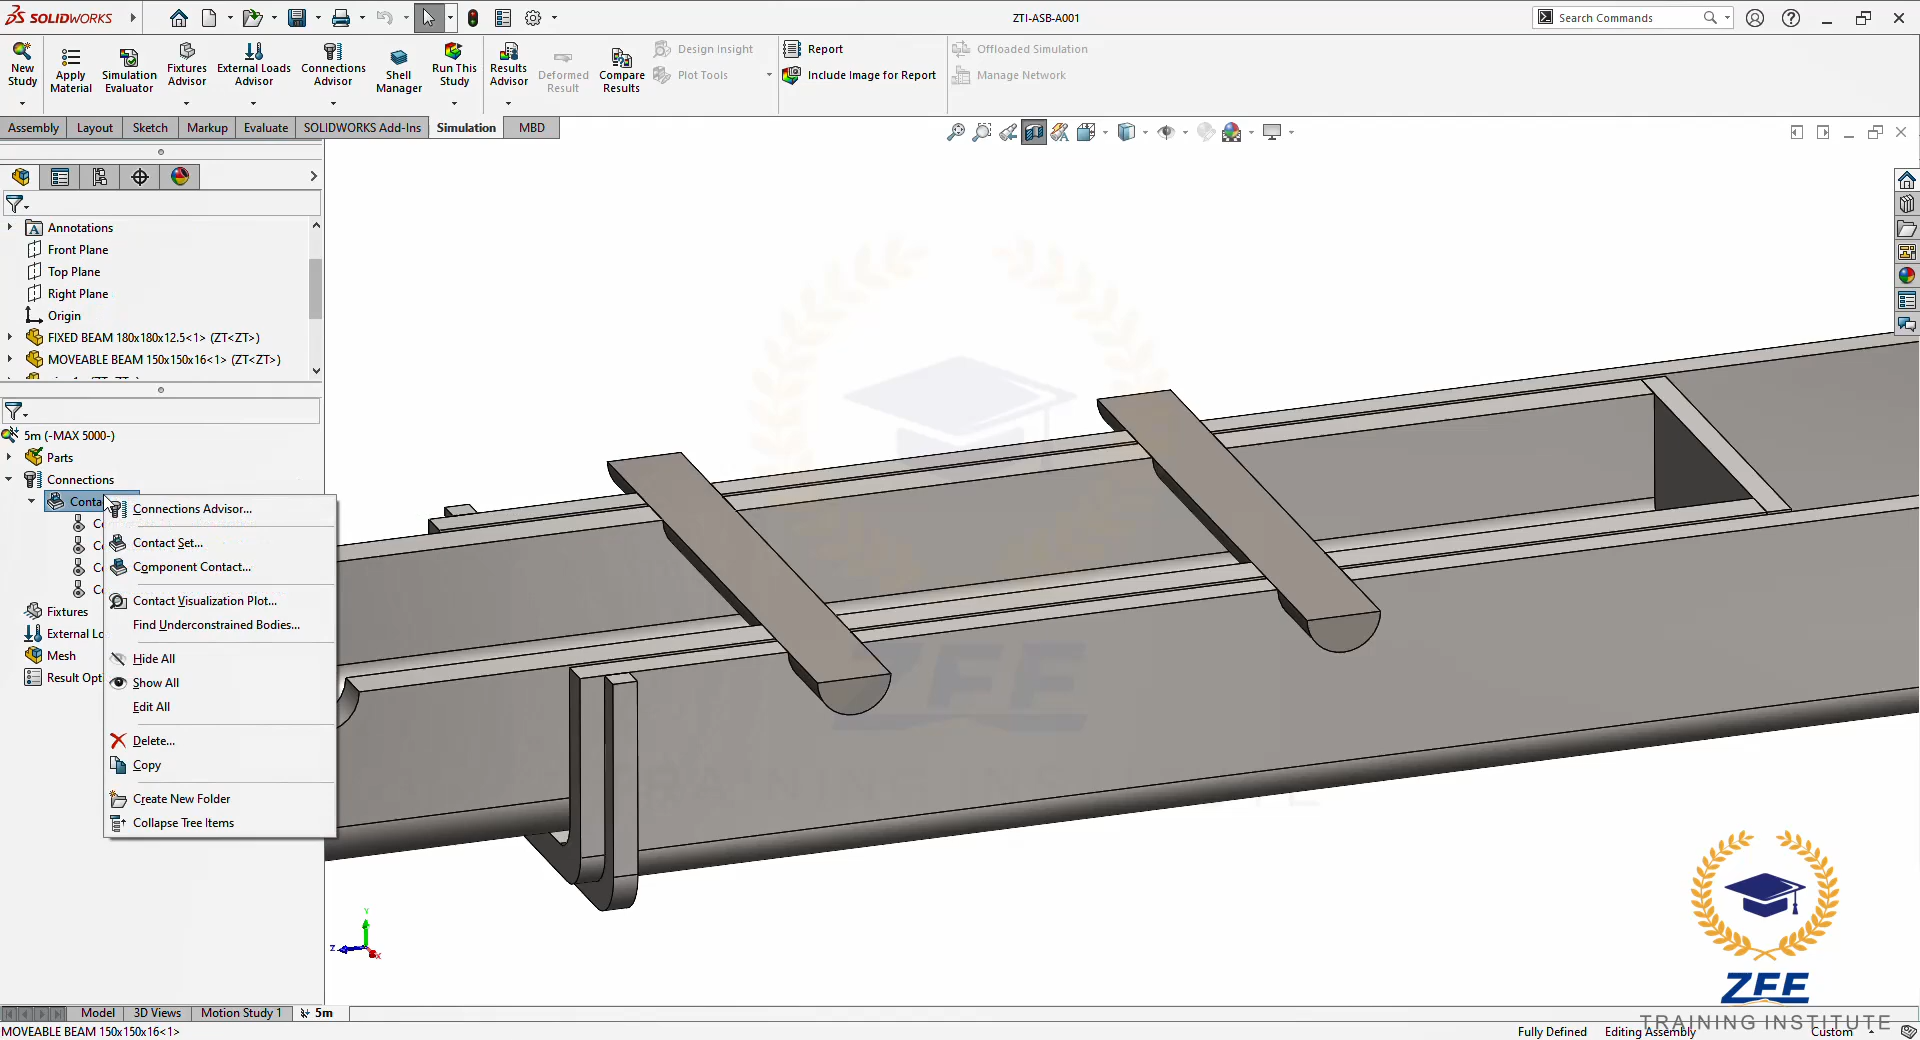 SOLIDWORKS
ZTI-ASB-A001
Search Commands
New Study
Apply Material
Simulation Evaluator
Fixtures Advisor
External Loads Advisor
Connections Advisor
Shell Manager
Run This Study
Results Advisor
Deformed Result
Compare Results
Design Insight
Plot Tools
Report
Include Image for Report
Offloaded Simulation
Manage Network
Assembly
Layout
Sketch
Markup
Evaluate
SOLIDWORKS Add-Ins
Simulation
MBD
Annotations
Front Plane
Top Plane
Right Plane
Origin
FIXED BEAM 180x180x12.5<1> (ZT<ZT>)
MOVEABLE BEAM 150x150x16<1> (ZT<ZT>)
5m (-MAX 5000-)
Parts
Connections
Conta
Fixtures
External Lo
Mesh
Result Opt
Connections Advisor...
Contact Set...
Component Contact...
Contact Visualization Plot...
Find Underconstrained Bodies...
Hide All
Show All
Edit All
Delete...
Copy
Create New Folder
Collapse Tree Items
Y
Z
X
ZFE
ZFE
TRAINING INSTITUTE
Model
3D Views
Motion Study 1
5m
MOVEABLE BEAM 150x150x16<1>
Fully Defined
Editing Assembly
Custom